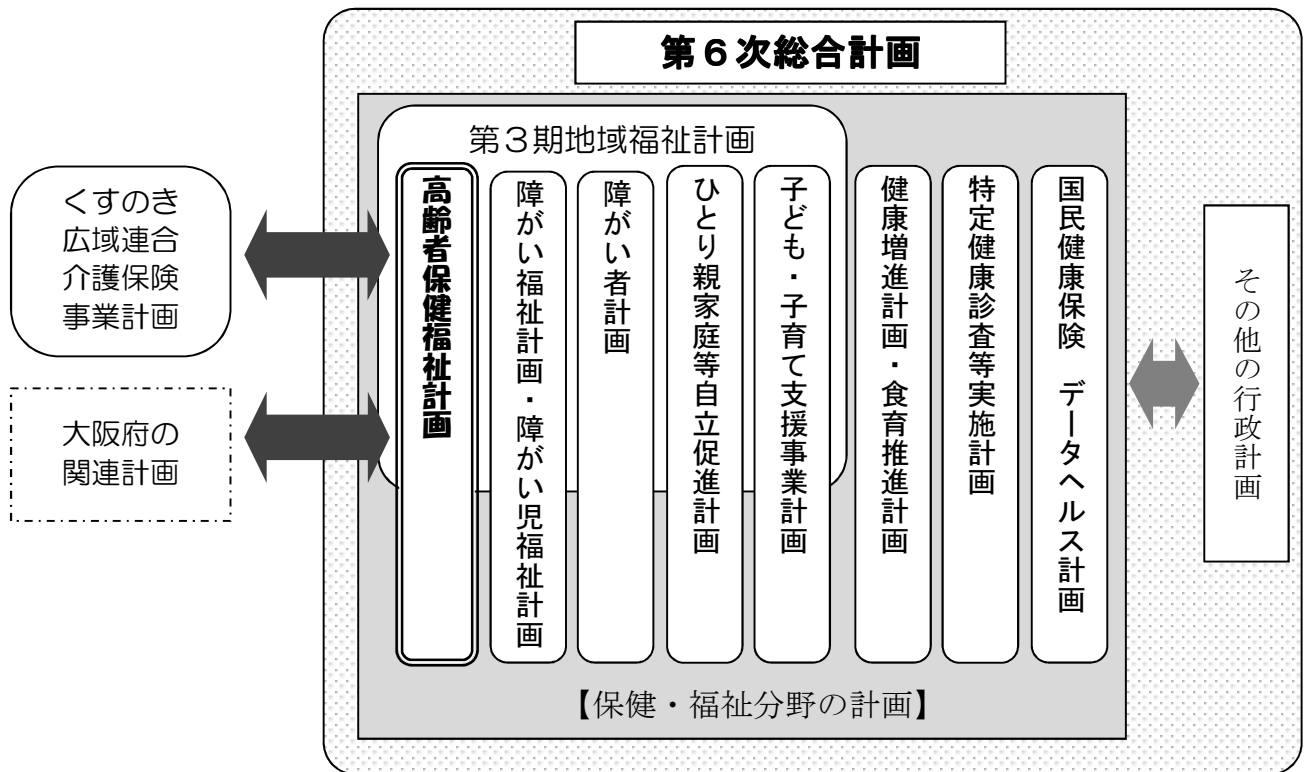 第６次総合計画
第３期地域福祉計画
くすのき
広域連合
介護保険
事業計画
大阪府の
関連計画
高齢者保健福祉計画
障がい福祉計画・障がい児福祉計画
障がい者計画
ひとり親家庭等自立促進計画
子ども・子育て支援事業計画
健康増進計画・食育推進計画
特定健康診査等実施計画
国民健康保険　データヘルス計画
その他の行政計画
【保健・福祉分野の計画】